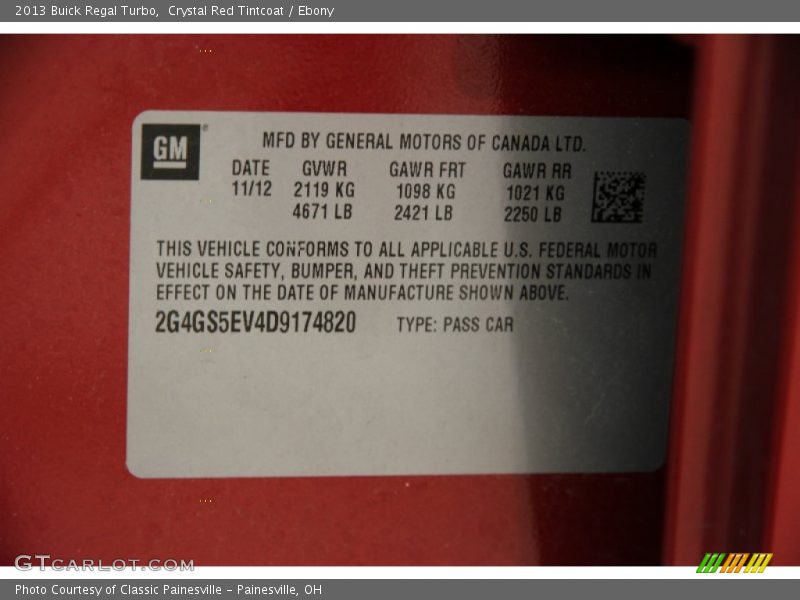 2013 Buick Regal Turbo,  Crystal Red Tintcoat / Ebony
GM®
MFD BY GENERAL MOTORS OF CANADA LTD.
DATE GVWR GAWR FRT GAWR RR
11/12 2119 KG 1098 KG 1021 KG
4671 LB 2421 LB 2250 LB
THIS VEHICLE CONFORMS TO ALL APPLICABLE U.S. FEDERAL MOTOR
VEHICLE SAFETY, BUMPER, AND THEFT PREVENTION STANDARDS IN
EFFECT ON THE DATE OF MANUFACTURE SHOWN ABOVE.
2G4GS5EV4D9174820 TYPE: PASS CAR
GTCARLOT.COM
Photo Courtesy of Classic Painesville - Painesville, OH